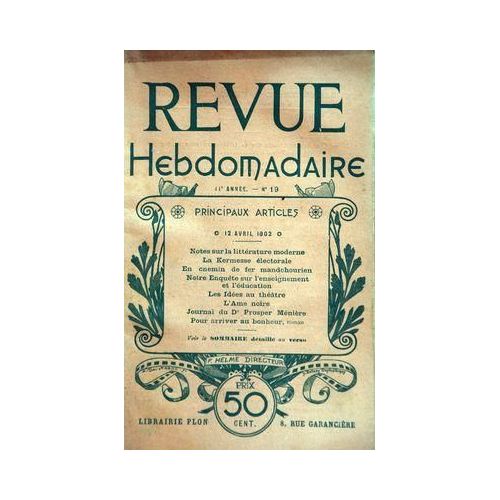 REVUE
Hebdomadaire
11e ANNÉE. — No 19
PRINCIPAUX ARTICLES
12 AVRIL 1902
Notes sur la littérature moderne
La Kermesse électorale
En chemin de fer mandchourien
Notre Enquête sur l'enseignement
et l'éducation
Les Idées au théâtre
L'Ame noire
Journal du Dr Prosper Ménière
Pour arriver au bonheur, roman
Voir le SOMMAIRE détaillé au verso
F. HELME DIRECTEUR
PRIX
50
CENT.
LIBRAIRIE PLON 8, RUE GARANCIÈRE